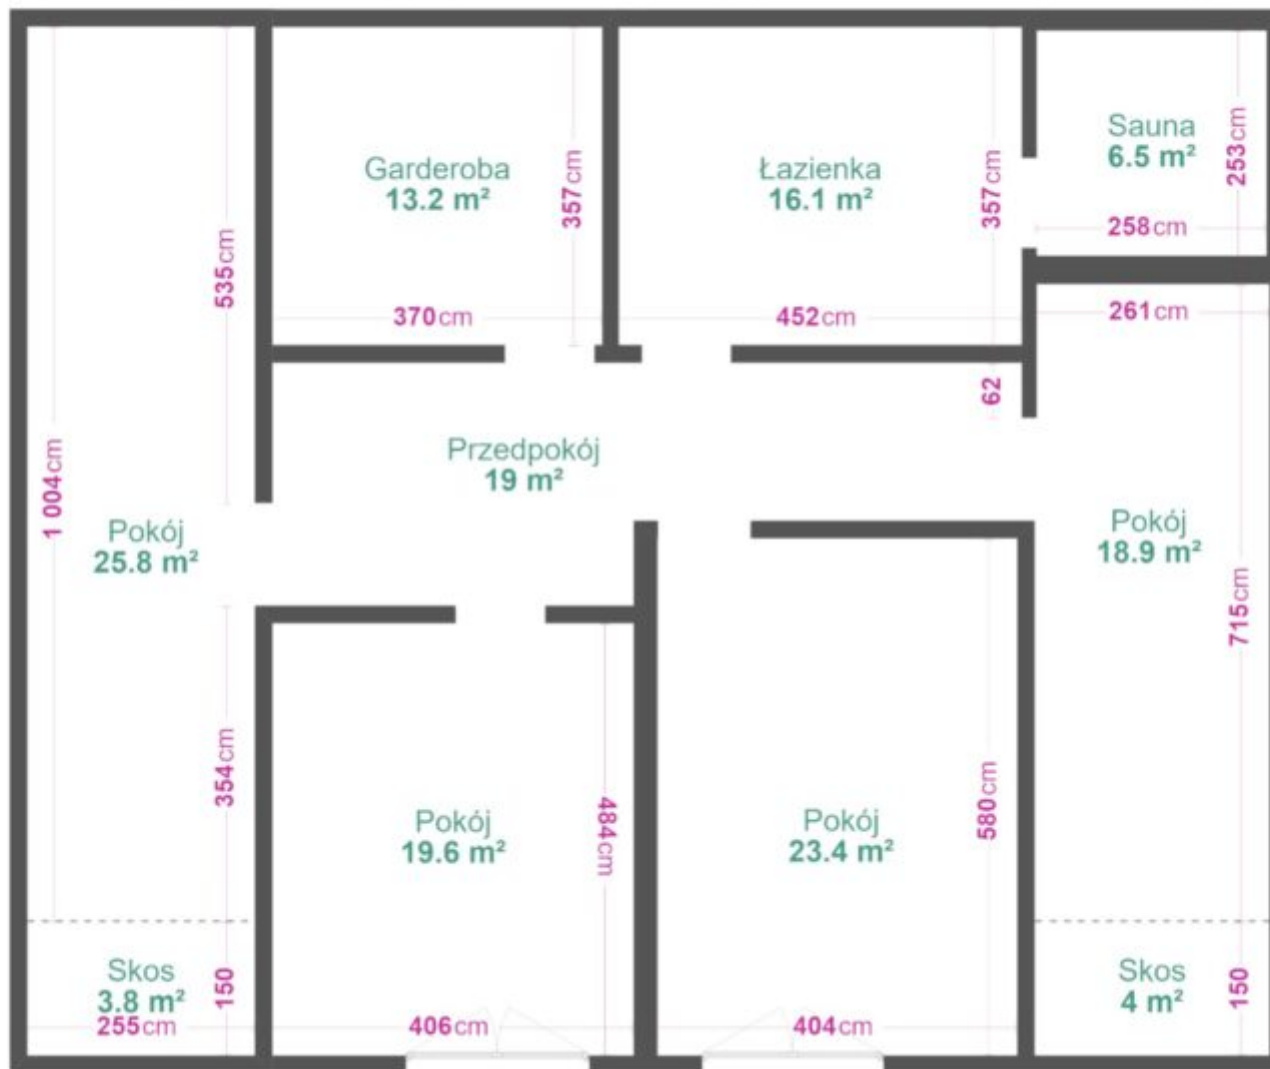 Garderoba
13.2 m²
357cm
370cm
Łazienka
16.1 m²
357cm
452cm
Sauna
6.5 m²
253cm
258cm
261cm
535cm
62
1 004cm
Przedpokój
19 m²
Pokój
25.8 m²
Pokój
18.9 m²
715cm
354cm
Pokój
19.6 m²
484cm
Pokój
23.4 m²
580cm
Skos
3.8 m²
150
255cm
406cm
404cm
Skos
4 m²
150